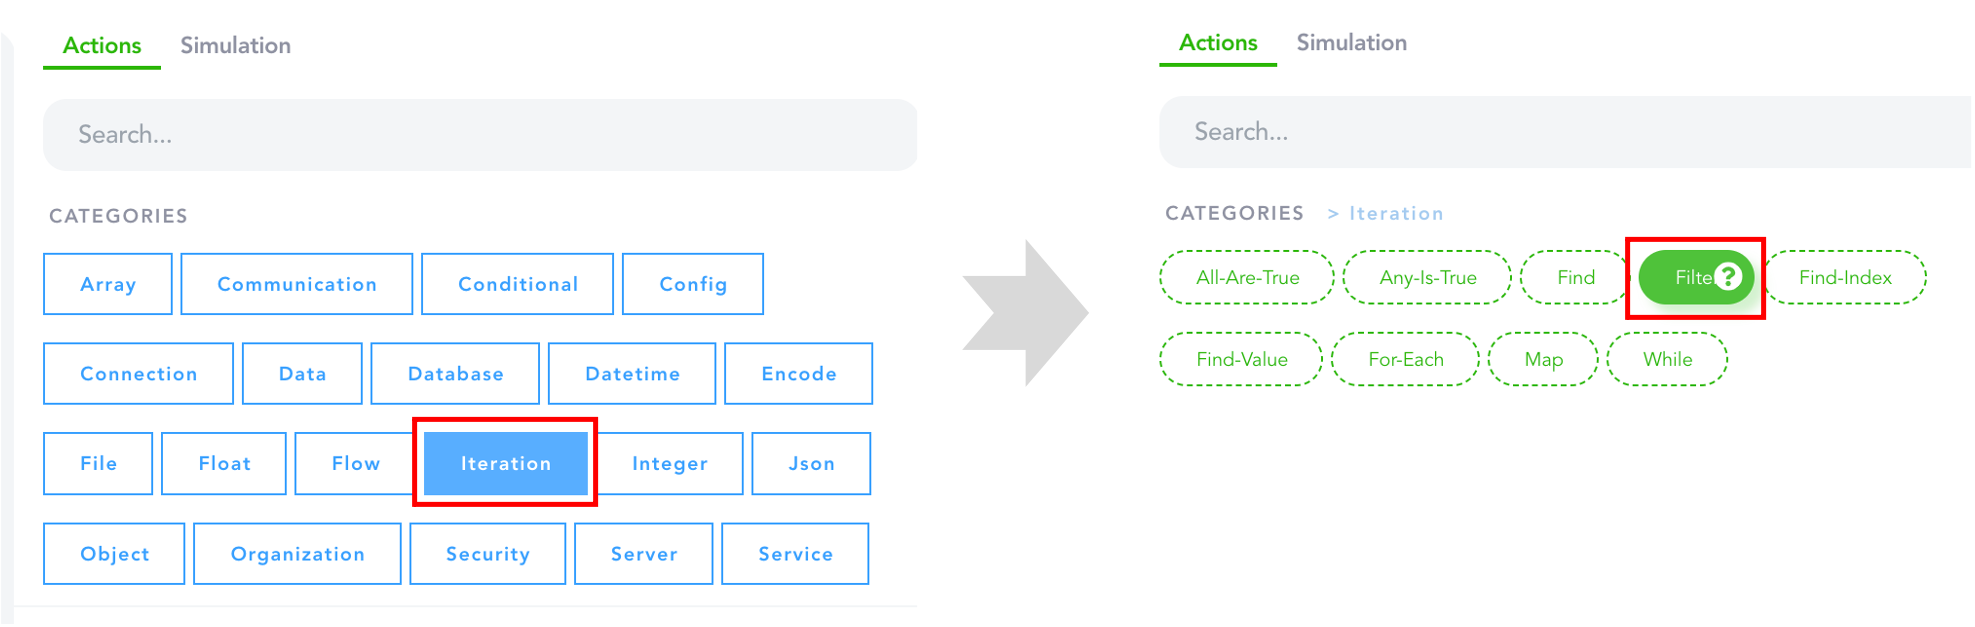 Actions Simulation
Search...
CATEGORIES
Array Communication Conditional Config
Connection Data Database Datetime Encode
File Float Flow Iteration Integer Json
Object Organization Security Server Service
Actions Simulation
Search...
CATEGORIES > Iteration
All-Are-True Any-Is-True Find Filte ? Find-Index
Find-Value For-Each Map While